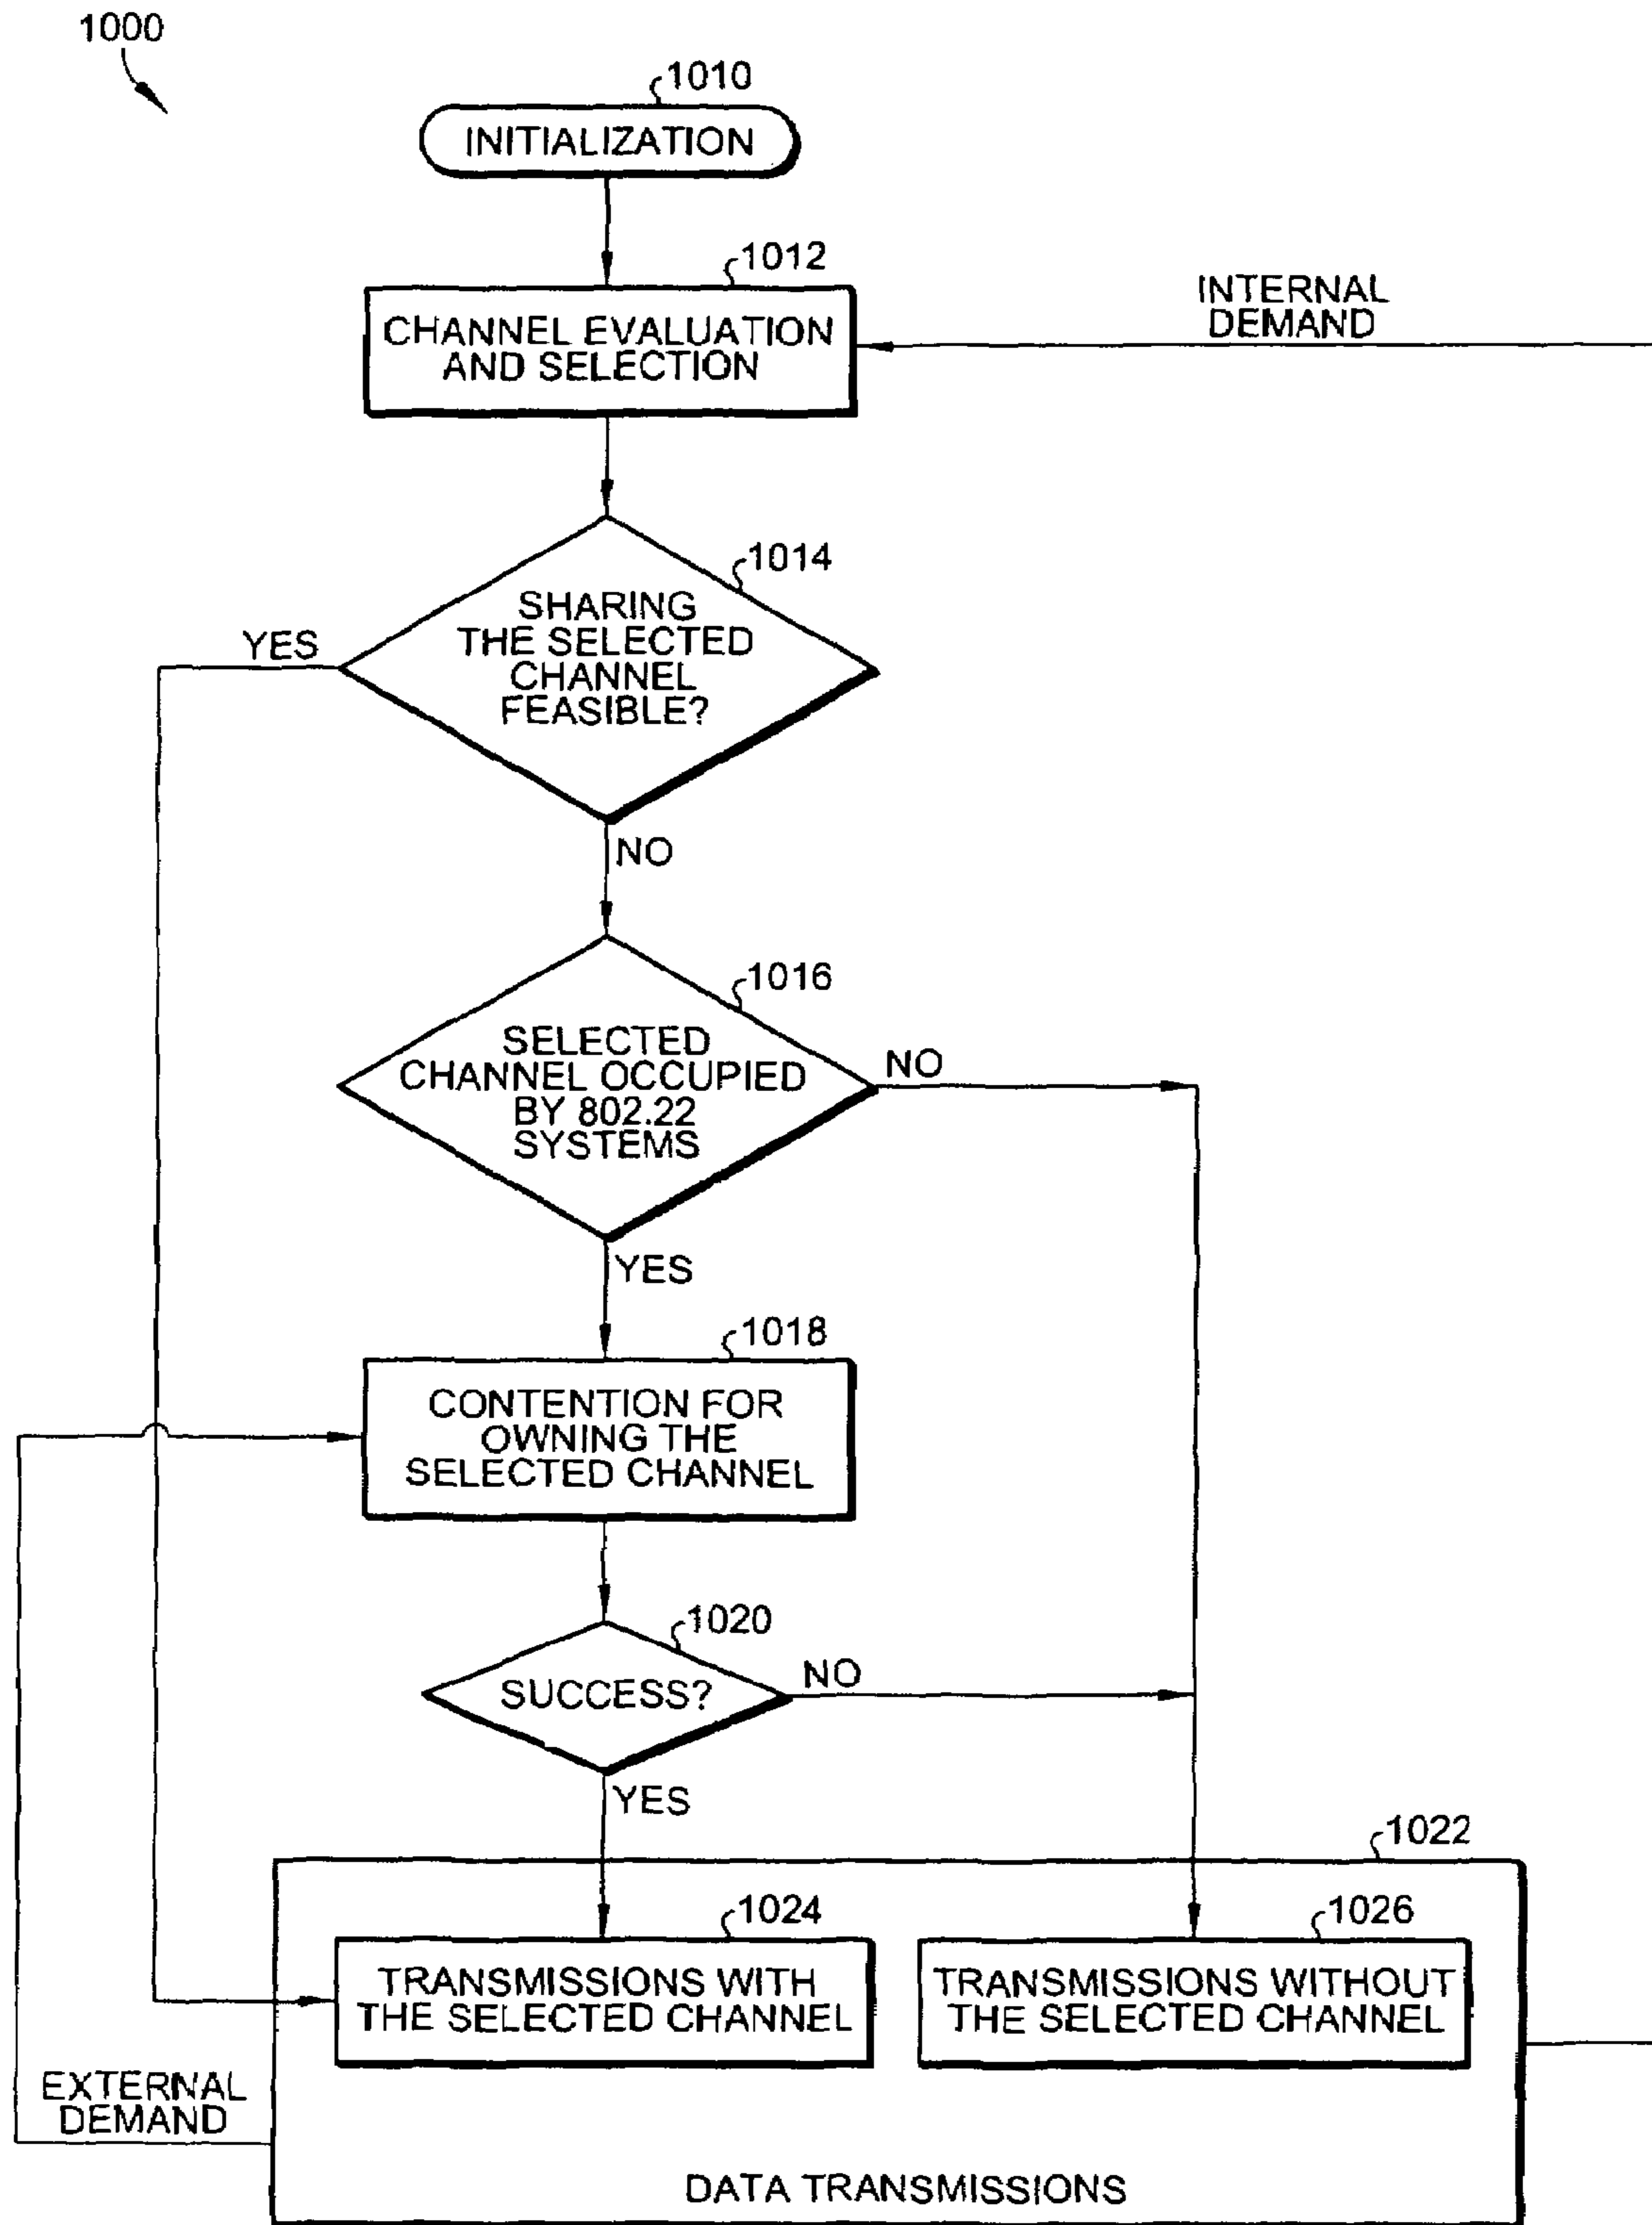 1000
1010
INITIALIZATION
1012
CHANNEL EVALUATION
AND SELECTION
INTERNAL
DEMAND
1014
SHARING
THE SELECTED
CHANNEL
FEASIBLE?
YES
NO
1016
SELECTED
CHANNEL OCCUPIED
BY 802.22
SYSTEMS
NO
YES
1018
CONTENTION FOR
OWNING THE
SELECTED CHANNEL
1020
SUCCESS?
NO
YES
1022
1024
TRANSMISSIONS WITH
THE SELECTED CHANNEL
1026
TRANSMISSIONS WITHOUT
THE SELECTED CHANNEL
EXTERNAL
DEMAND
DATA TRANSMISSIONS